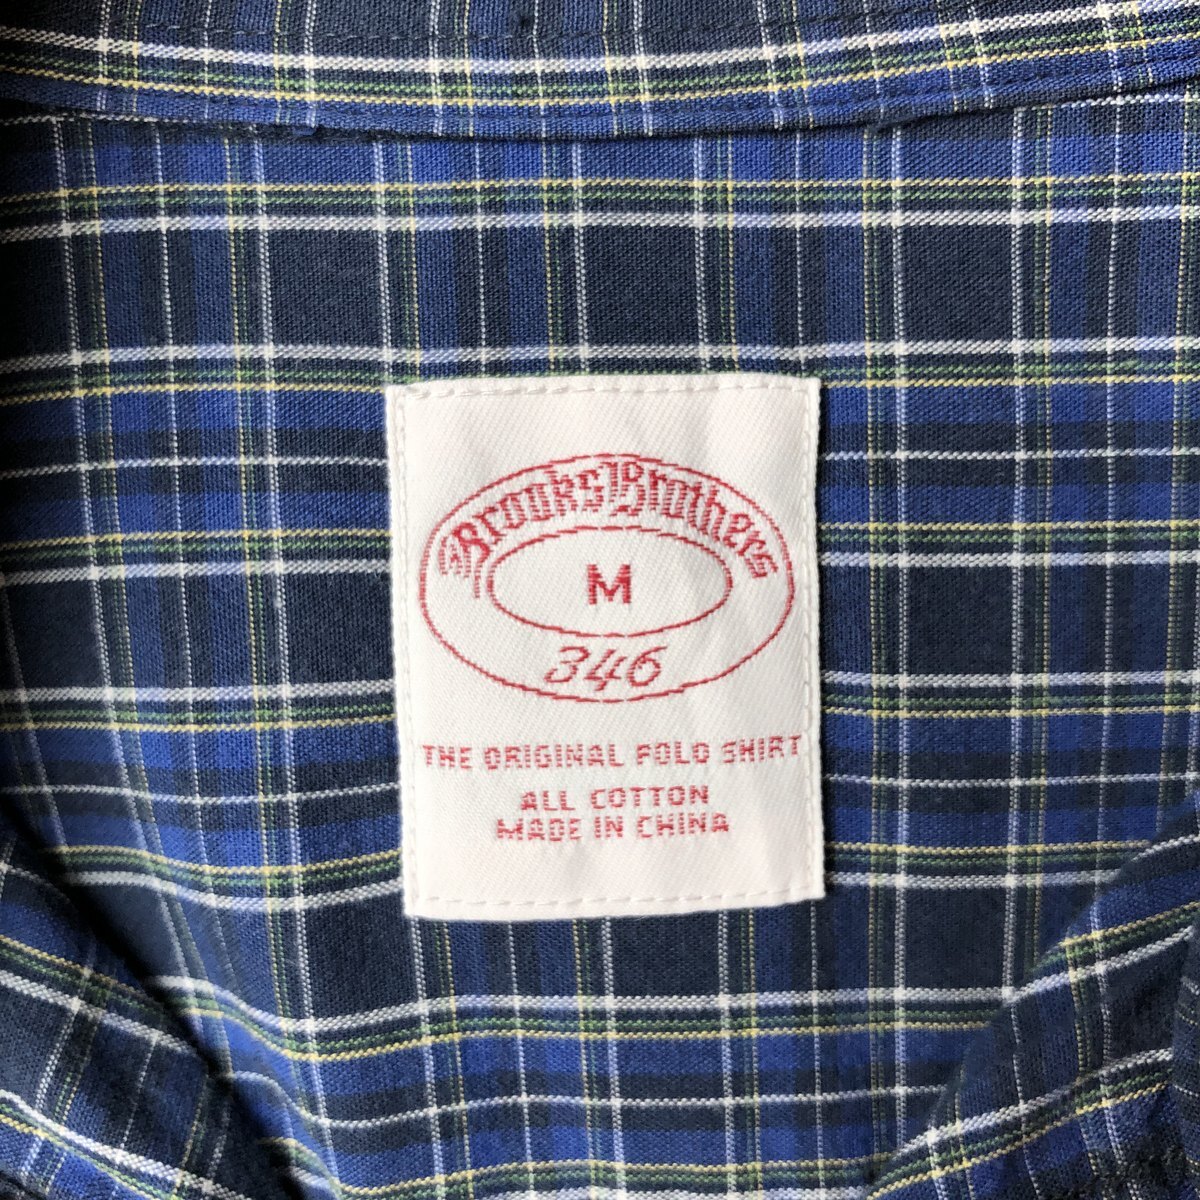 Brooks Brothers
M
346
THE ORIGINAL POLO SHIRT
ALL COTTON
MADE IN CHINA